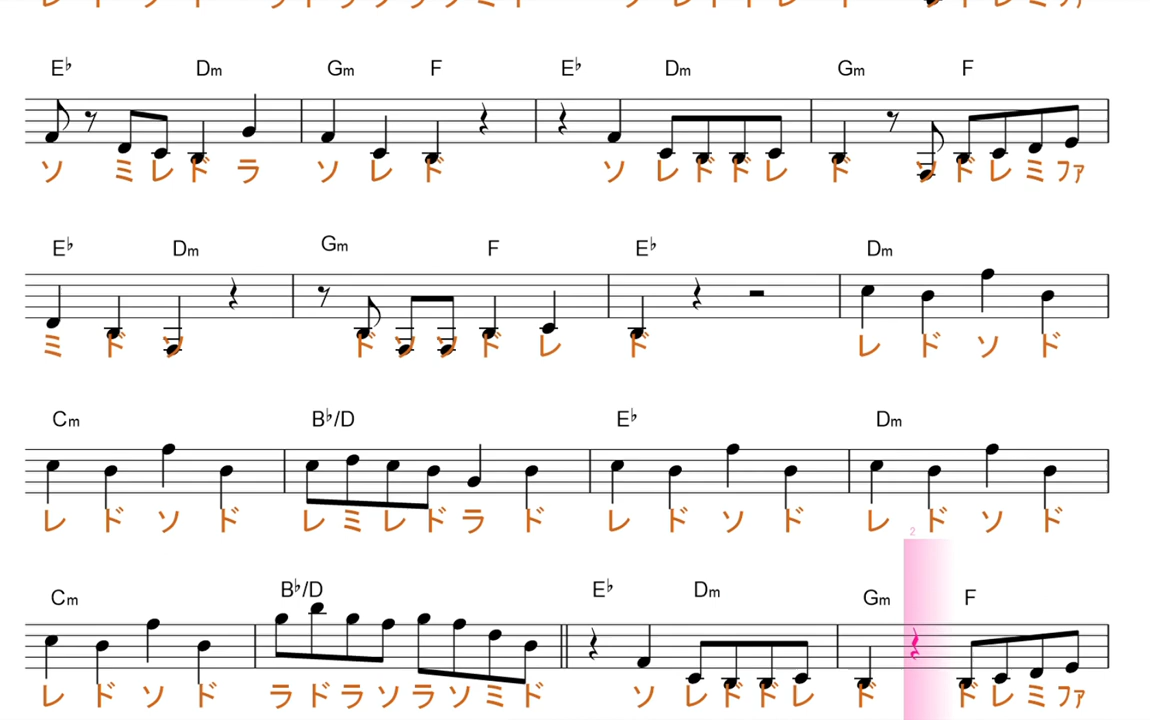 E♭ Dm Gm F E♭ Dm Gm F
ソ ミ レ ド ラ ソ レ ド ソ レ ド ド レ ド ソ ド レ ミ ファ
E♭ Dm Gm F E♭ Dm
ミ ド ソ ド ソ ソ ド レ ド レ ド ソ ド
Cm B♭/D E♭ Dm
レ ド ソ ド レ ミ レ ド ラ ド レ ド ソ ド レ ド ソ ド
2
Cm B♭/D E♭ Dm Gm F
レ ド ソ ド ラ ド ラ ソ ラ ソ ミ ド ソ レ ド ド レ ド ド レ ミ ファ